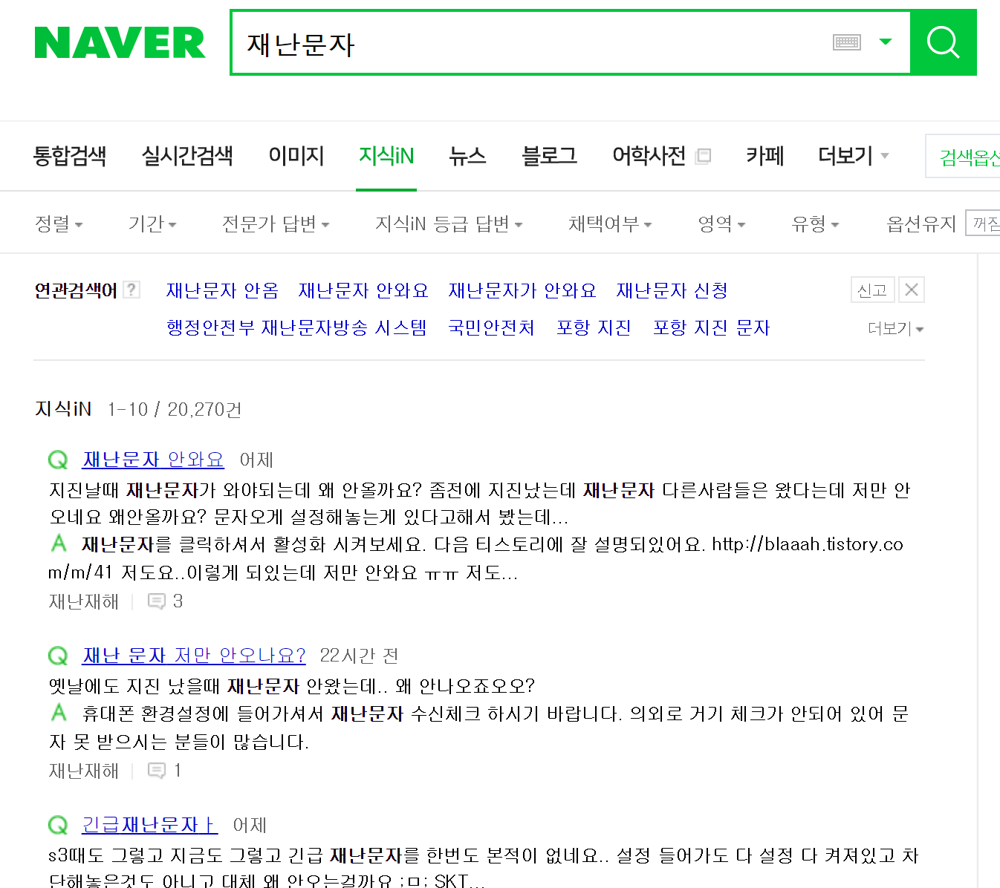 NAVER 재난문자
통합검색 실시간검색 이미지 지식iN 뉴스 블로그 어학사전 카페 더보기 검색옵션
정렬 기간 전문가 답변 지식iN 등급 답변 채택여부 영역 유형 옵션유지 꺼짐
연관검색어 ? 재난문자 안옴 재난문자 안와요 재난문자가 안와요 재난문자 신청 신고
행정안전부 재난문자방송 시스템 국민안전처 포항 지진 포항 지진 문자 더보기
지식iN 1-10 / 20,270건
Q 재난문자 안와요 어제
지진날때 재난문자가 와야되는데 왜 안올까요? 좀전에 지진났는데 재난문자 다른사람들은 왔다는데 저만 안
오네요 왜안올까요? 문자오게 설정해놓는게 있다고해서 봤는데...
A 재난문자를 클릭하셔서 활성화 시켜보세요. 다음 티스토리에 잘 설명되있어요. http://blaaah.tistory.co
m/m/41 저도요..이렇게 되있는데 저만 안와요 ㅠㅠ 저도...
재난재해 3
Q 재난 문자 저만 안오나요? 22시간 전
옛날에도 지진 났을때 재난문자 안왔는데.. 왜 안나오죠오오?
A 휴대폰 환경설정에 들어가셔서 재난문자 수신체크 하시기 바랍니다. 의외로 거기 체크가 안되어 있어 문
자 못 받으시는 분들이 많습니다.
재난재해 1
Q 긴급재난문자ㅏ 어제
s3때도 그렇고 지금도 그렇고 긴급 재난문자를 한번도 본적이 없네요.. 설정 들어가도 다 설정 다 켜져있고 차
단해놓은것도 아니고 대체 왜 안오는걸까요 ;ㅁ; SKT...